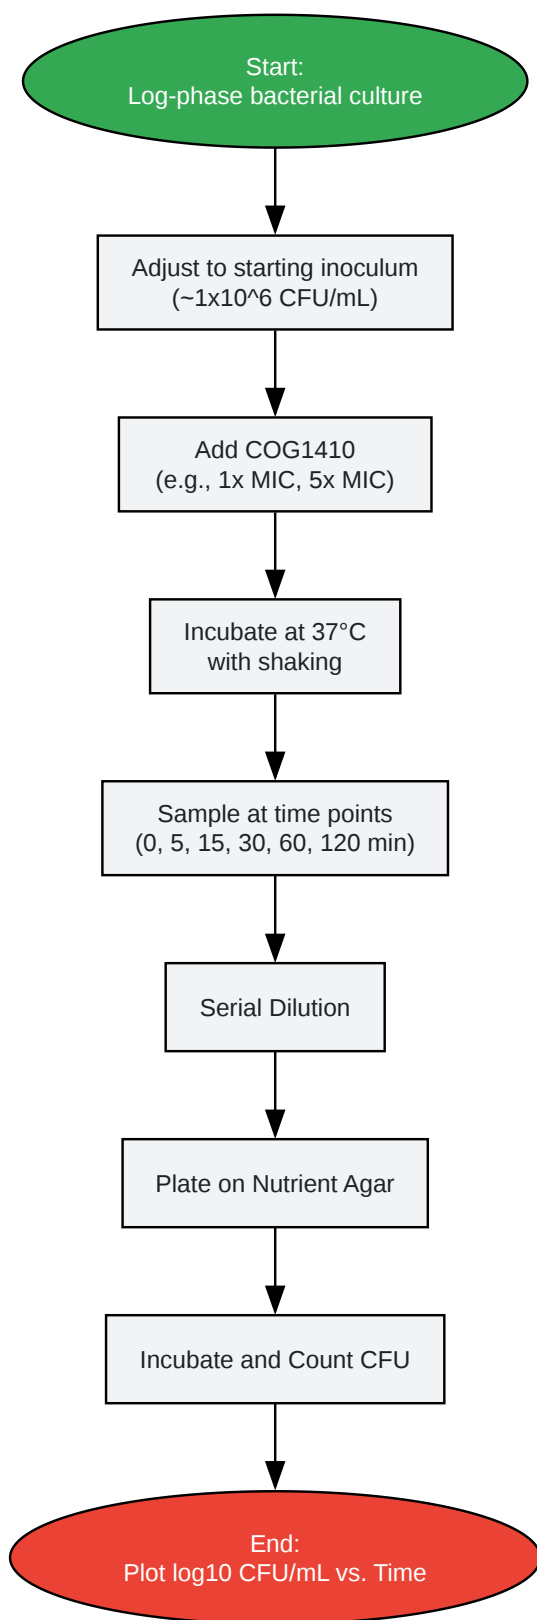 Start:
Log-phase bacterial culture
Adjust to starting inoculum
(~1x10^6 CFU/mL)
Add COG1410
(e.g., 1x MIC, 5x MIC)
Incubate at 37°C
with shaking
Sample at time points
(0, 5, 15, 30, 60, 120 min)
Serial Dilution
Plate on Nutrient Agar
Incubate and Count CFU
End:
Plot log10 CFU/mL vs. Time